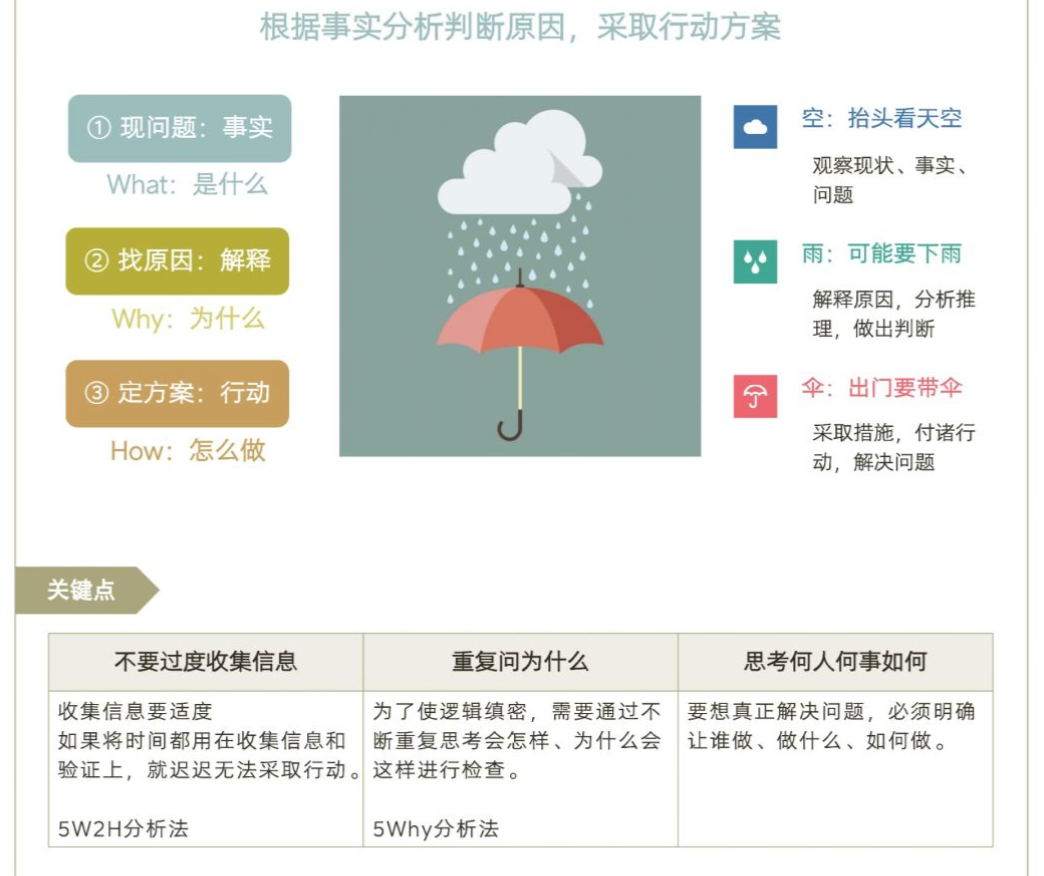 根据事实分析判断原因，采取行动方案
① 现问题：事实
What：是什么
② 找原因：解释
Why：为什么
③ 定方案：行动
How：怎么做
空：抬头看天空
观察现状、事实、
问题
雨：可能要下雨
解释原因，分析推
理，做出判断
伞：出门要带伞
采取措施，付诸行
动，解决问题
关键点
不要过度收集信息
收集信息要适度
如果将时间都用在收集信息和
验证上，就迟迟无法采取行动。
5W2H分析法
重复问为什么
为了使逻辑缜密，需要通过不
断重复思考会怎样、为什么会
这样进行检查。
5Why分析法
思考何人何事如何
要想真正解决问题，必须明确
让谁做、做什么、如何做。